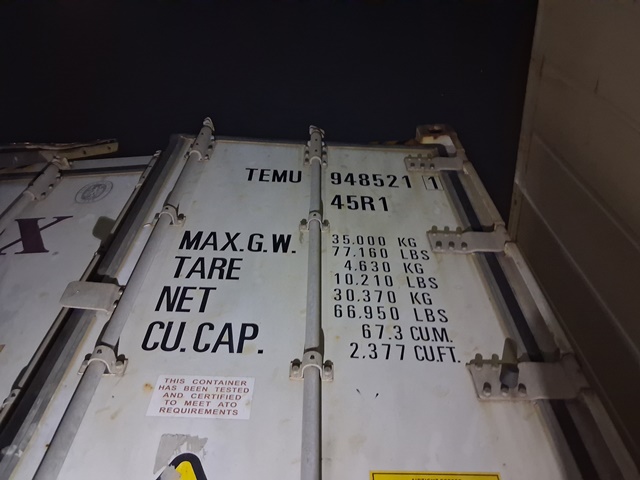 TEMU 948521 1
45R1
MAX.G.W. 35.000 KG
77.160 LBS
TARE 4.630 KG
10.210 LBS
NET 30.370 KG
66.950 LBS
CU.CAP. 67.3 CU.M.
2.377 CU.FT.
THIS CONTAINER
HAS BEEN TESTED
AND CERTIFIED
TO MEET ATO
REQUIREMENTS
X